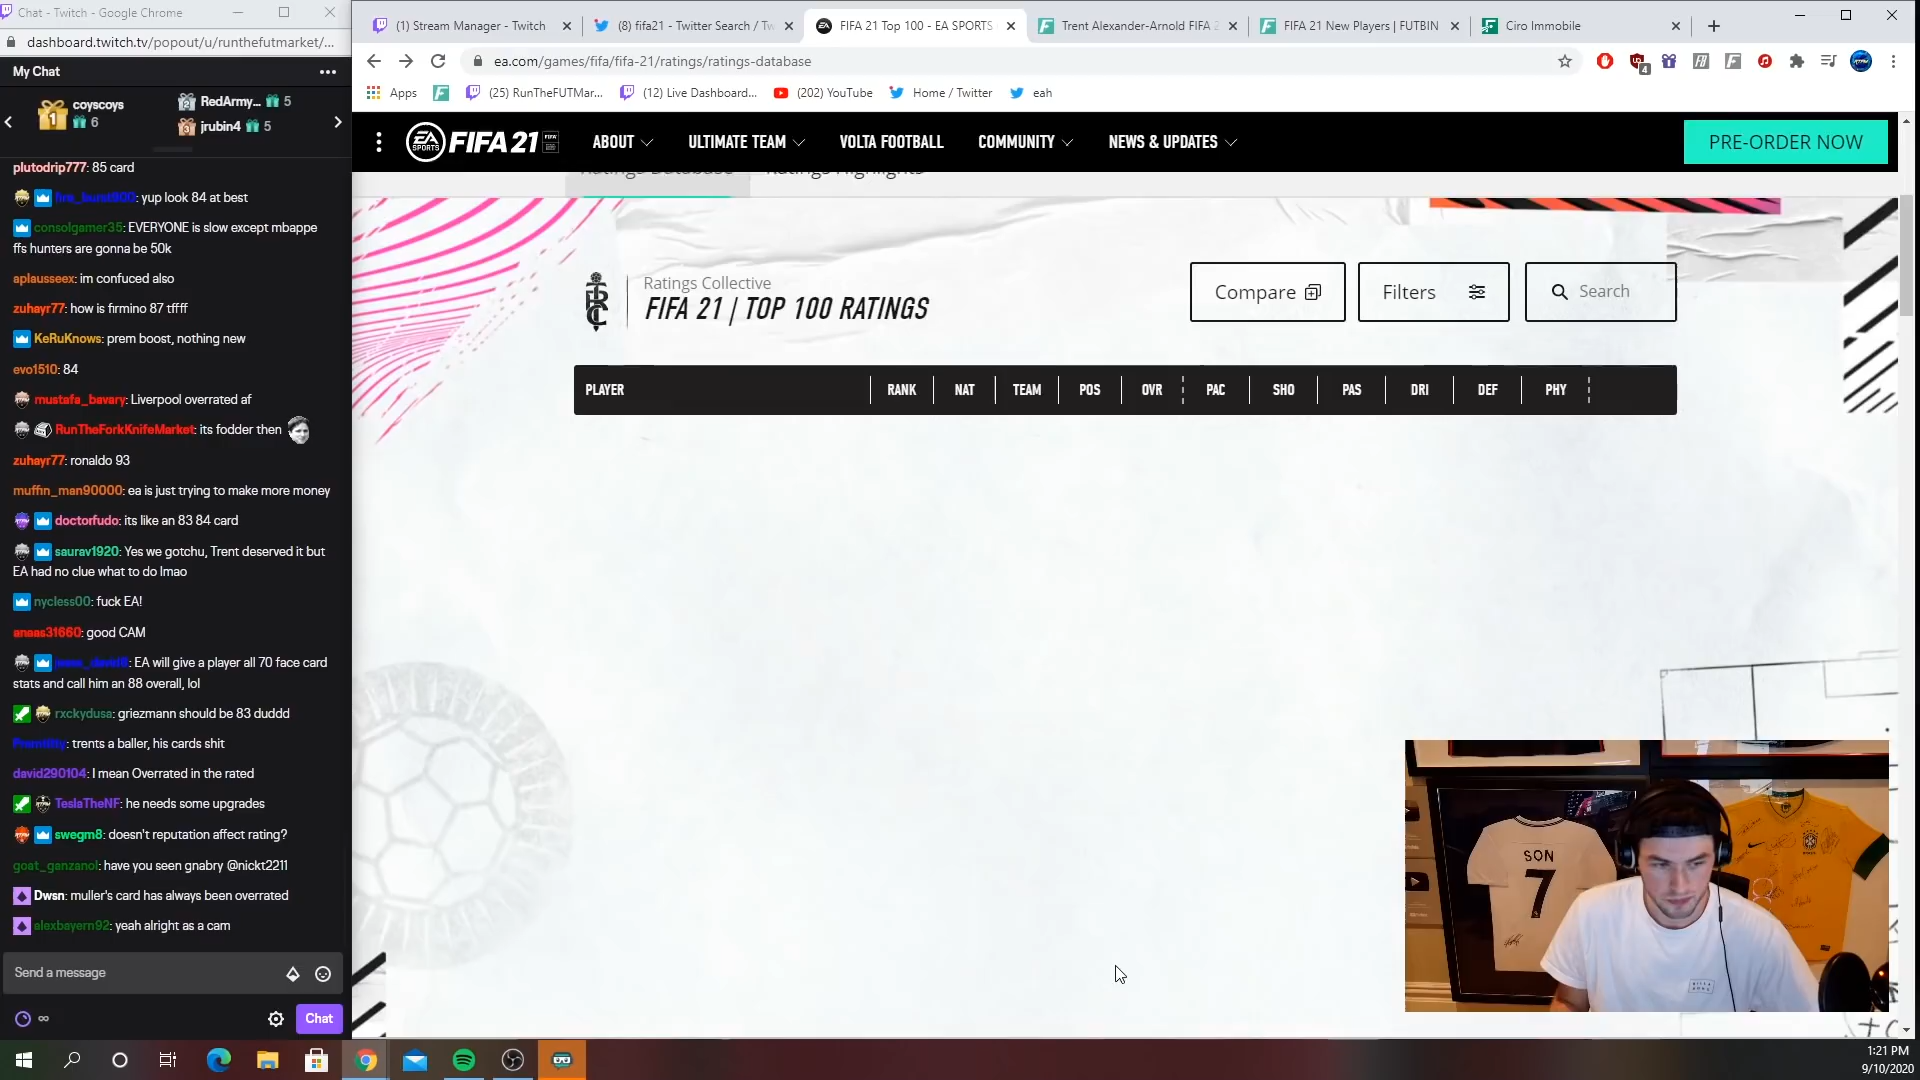 Chat - Twitch - Google Chrome
dashboard.twitch.tv/popout/u/runthefutmarket/...
My Chat
coyscoys
6
RedArmy... 5
jrubin4 5
plutodrip777: 85 card
fire_burst800: yup look 84 at best
consolgamer35: EVERYONE is slow except mbappe
ffs hunters are gonna be 50k
aplausseex: im confused also
zuhayr77: how is firmino 87 tffff
KeRuKnows: prem boost, nothing new
evo1510: 84
mustafa_bavary: Liverpool overrated af
RunTheForkKnifeMarket: its fodder then
zuhayr77: ronaldo 93
muffin_man90000: ea is just trying to make more money
doctorfudo: its like an 83 84 card
saurav1920: Yes we gotchu, Trent deserved it but
EA had no clue what to do lmao
nycless00: fuck EA!
anaas31660: good CAM
: EA will give a player all 70 face card
stats and call him an 88 overall, lol
rxckydusa: griezmann should be 83 duddd
: trents a baller, his cards shit
david290104: I mean Overrated in the rated
TeslaTheNF: he needs some upgrades
swegm8: doesn't reputation affect rating?
goat_ganzanol: have you seen gnabry @nickt2211
Dwsn: muller's card has always been overrated
alexbayern92: yeah alright as a cam
Send a message
Chat
(1) Stream Manager - Twitch
(8) fifa21 - Twitter Search / Tw
FIFA 21 Top 100 - EA SPORTS
Trent Alexander-Arnold FIFA 2
FIFA 21 New Players | FUTBIN
Ciro Immobile
ea.com/games/fifa/fifa-21/ratings/ratings-database
4
Apps
(25) RunTheFUTMar...
(12) Live Dashboard...
(202) YouTube
Home / Twitter
eah
EA SPORTS FIFA 21
ABOUT
ULTIMATE TEAM
VOLTA FOOTBALL
COMMUNITY
NEWS & UPDATES
PRE-ORDER NOW
Ratings Database
Ratings Highlights
Ratings Collective
FIFA 21 | TOP 100 RATINGS
Compare
Filters
Search
PLAYER RANK NAT TEAM POS OVR PAC SHO PAS DRI DEF PHY
SON
7
1:21 PM
9/10/2020